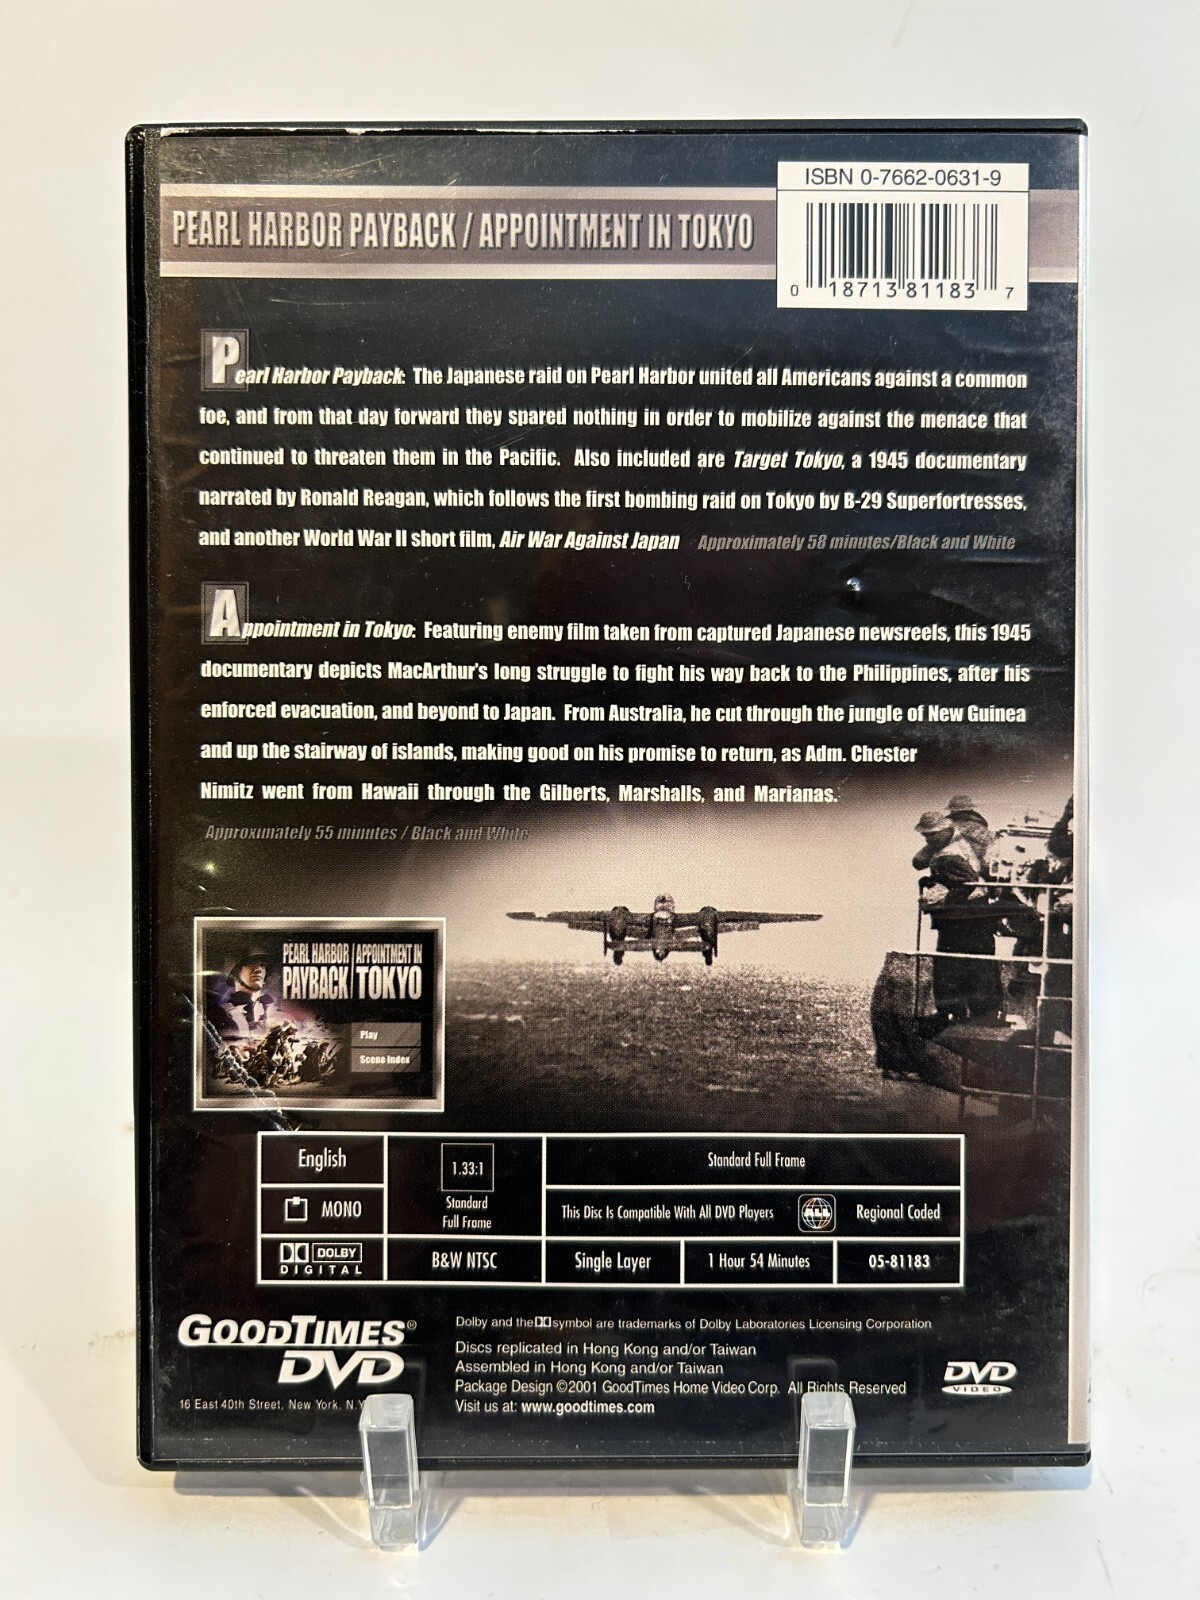 ISBN 0-7662-0631-9
PEARL HARBOR PAYBACK / APPOINTMENT IN TOKYO
0 18713 81183 7
Pearl Harbor Payback: The Japanese raid on Pearl Harbor united all Americans against a common
foe, and from that day forward they spared nothing in order to mobilize against the menace that
continued to threaten them in the Pacific. Also included are Target Tokyo, a 1945 documentary
narrated by Ronald Reagan, which follows the first bombing raid on Tokyo by B-29 Superfortresses,
and another World War II short film, Air War Against Japan Approximately 58 minutes/Black and White
Appointment in Tokyo: Featuring enemy film taken from captured Japanese newsreels, this 1945
documentary depicts MacArthur's long struggle to fight his way back to the Philippines, after his
enforced evacuation, and beyond to Japan. From Australia, he cut through the jungle of New Guinea
and up the stairway of islands, making good on his promise to return, as Adm. Chester
Nimitz went from Hawaii through the Gilberts, Marshalls, and Marianas.
Approximately 55 minutes / Black and White
PEARL HARBOR / APPOINTMENT IN
PAYBACK / TOKYO
Play
Scene Index
English
1.33:1
Standard
Full Frame
Standard Full Frame
MONO
This Disc Is Compatible With All DVD Players
ALL
Regional Coded
DOLBY
DIGITAL
B&W NTSC
Single Layer
1 Hour 54 Minutes
05-81183
GOODTIMES®
DVD
16 East 40th Street, New York, N.Y
Dolby and the symbol are trademarks of Dolby Laboratories Licensing Corporation
Discs replicated in Hong Kong and/or Taiwan
Assembled in Hong Kong and/or Taiwan
Package Design ©2001 GoodTimes Home Video Corp. All Rights Reserved
Visit us at: www.goodtimes.com
DVD
VIDEO